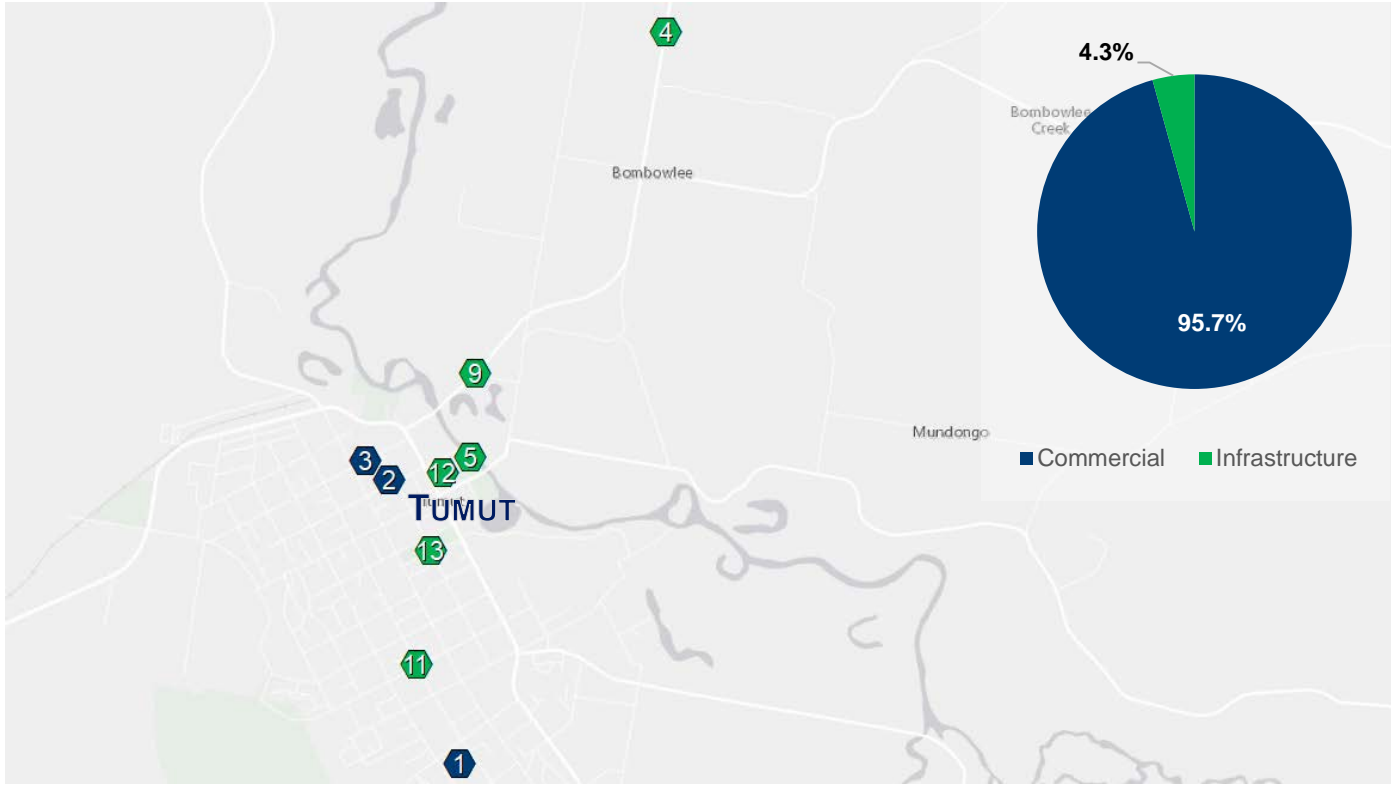 4
4.3%
Bombowlee
Creek
Bombowlee
95.7%
9
Mundongo
3
2
12
5
Commercial Infrastructure
TUMUT
Tumut
13
11
1